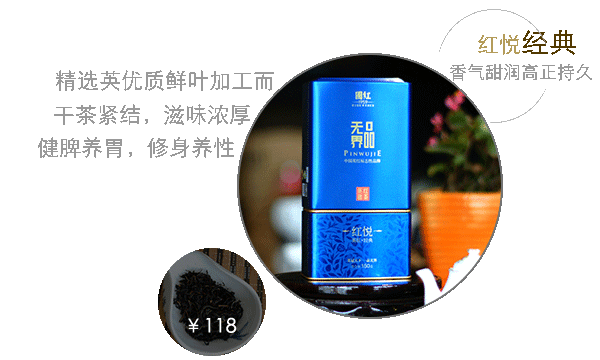 红悦经典
香气甜润高正持久
精选英优质鲜叶加工而
干茶紧结，滋味浓厚
健脾养胃，修身养性
品
无界
PINWUJIE
红悦
¥118